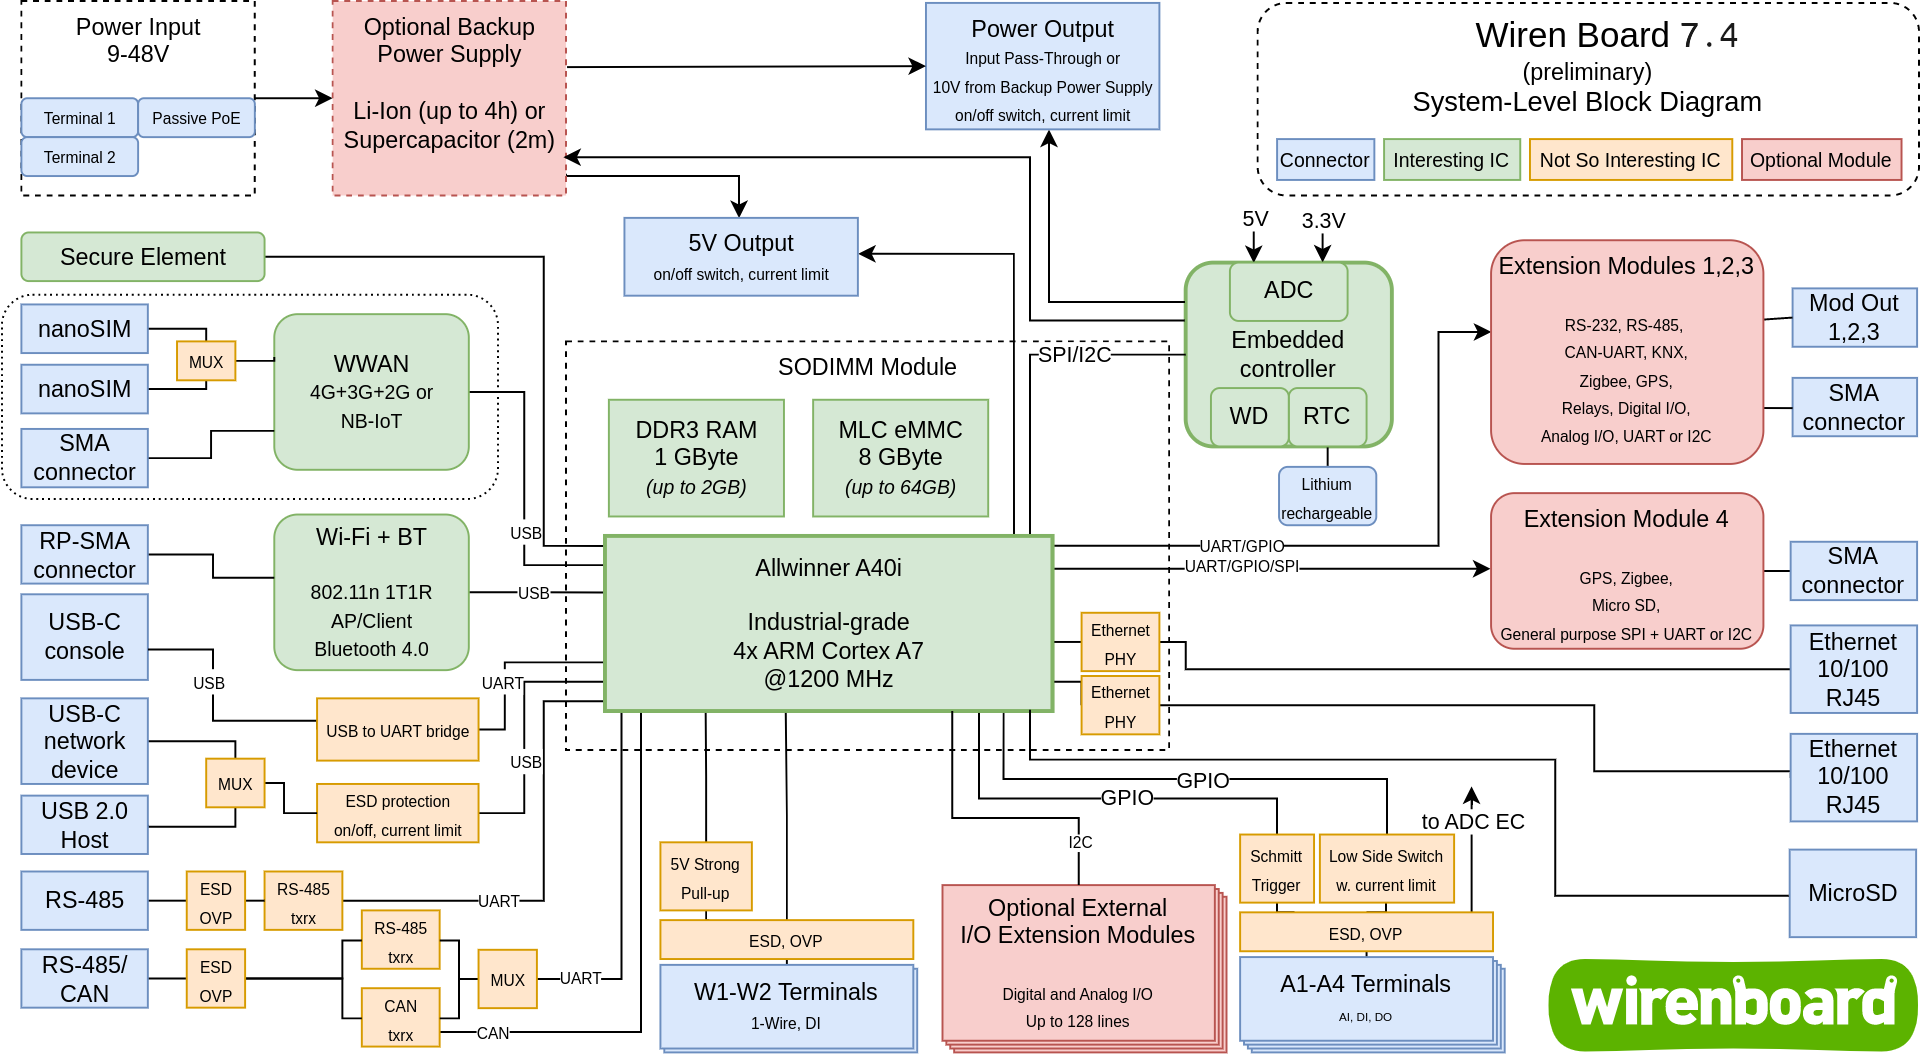 Power Input
9-48V
Terminal 1
Passive PoE
Terminal 2
Optional Backup
Power Supply
Li-Ion (up to 4h) or
Supercapacitor (2m)
Power Output
Input Pass-Through or
10V from Backup Power Supply
on/off switch, current limit
Wiren Board 7.4
(preliminary)
System-Level Block Diagram
Connector
Interesting IC
Not So Interesting IC
Optional Module
5V Output
on/off switch, current limit
5V
3.3V
ADC
Embedded
controller
WD
RTC
Lithium
rechargeable
SPI/I2C
Secure Element
nanoSIM
nanoSIM
MUX
SMA
connector
WWAN
4G+3G+2G or
NB-IoT
USB
SODIMM Module
DDR3 RAM
1 GByte
(up to 2GB)
MLC eMMC
8 GByte
(up to 64GB)
Allwinner A40i
Industrial-grade
4x ARM Cortex A7
@1200 MHz
Extension Modules 1,2,3
RS-232, RS-485,
CAN-UART, KNX,
Zigbee, GPS,
Relays, Digital I/O,
Analog I/O, UART or I2C
Mod Out
1,2,3
SMA
connector
UART/GPIO
UART/GPIO/SPI
Extension Module 4
GPS, Zigbee,
Micro SD,
General purpose SPI + UART or I2C
SMA
connector
RP-SMA
connector
Wi-Fi + BT
802.11n 1T1R
AP/Client
Bluetooth 4.0
USB
USB-C
console
USB
UART
USB to UART bridge
USB-C
network
device
MUX
USB 2.0
Host
ESD protection
on/off, current limit
USB
Ethernet
PHY
Ethernet
PHY
Ethernet
10/100
RJ45
Ethernet
10/100
RJ45
MicroSD
RS-485
ESD
OVP
RS-485
txrx
UART
RS-485/
CAN
ESD
OVP
RS-485
txrx
CAN
txrx
MUX
UART
CAN
5V Strong
Pull-up
ESD, OVP
W1-W2 Terminals
1-Wire, DI
I2C
Optional External
I/O Extension Modules
Digital and Analog I/O
Up to 128 lines
GPIO
GPIO
to ADC EC
Schmitt
Trigger
Low Side Switch
w. current limit
ESD, OVP
A1-A4 Terminals
AI, DI, DO
wirenboard